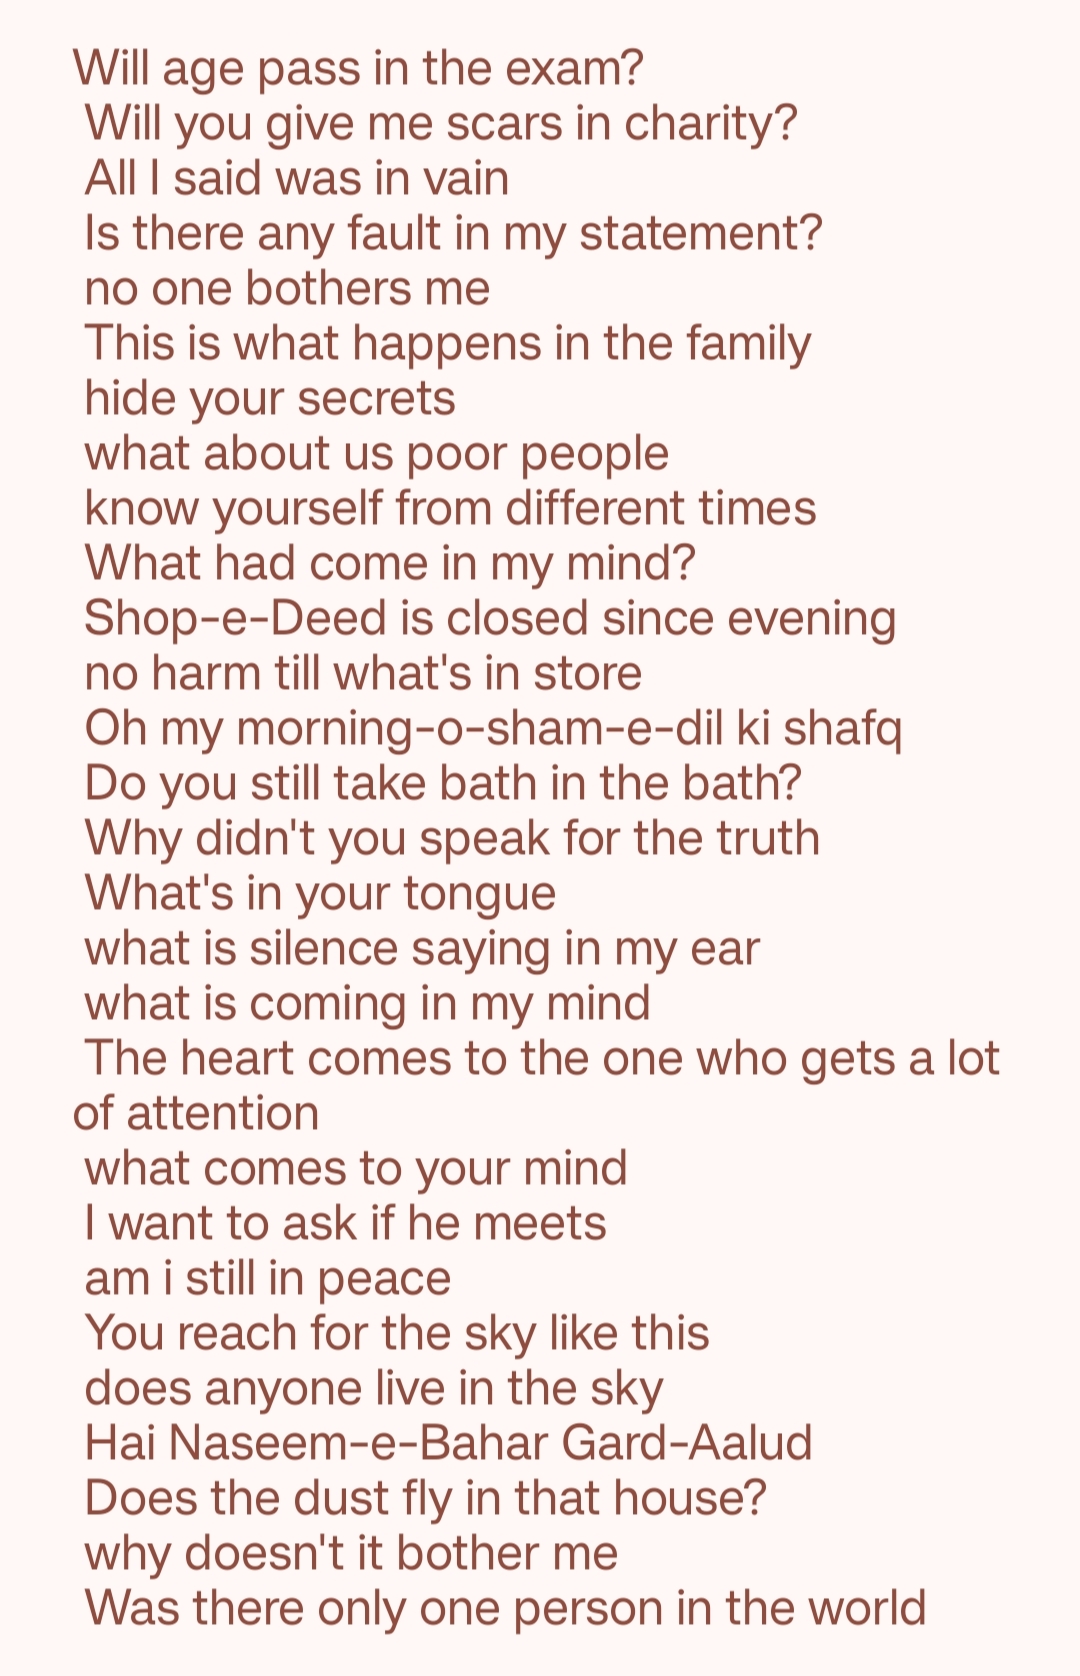 Will age pass in the exam?
Will you give me scars in charity?
All I said was in vain
Is there any fault in my statement?
no one bothers me
This is what happens in the family
hide your secrets
what about us poor people
know yourself from different times
What had come in my mind?
Shop-e-Deed is closed since evening
no harm till what's in store
Oh my morning-o-sham-e-dil ki shafq
Do you still take bath in the bath?
Why didn't you speak for the truth
What's in your tongue
what is silence saying in my ear
what is coming in my mind
The heart comes to the one who gets a lot
of attention
what comes to your mind
I want to ask if he meets
am i still in peace
You reach for the sky like this
does anyone live in the sky
Hai Naseem-e-Bahar Gard-Aalud
Does the dust fly in that house?
why doesn't it bother me
Was there only one person in the world